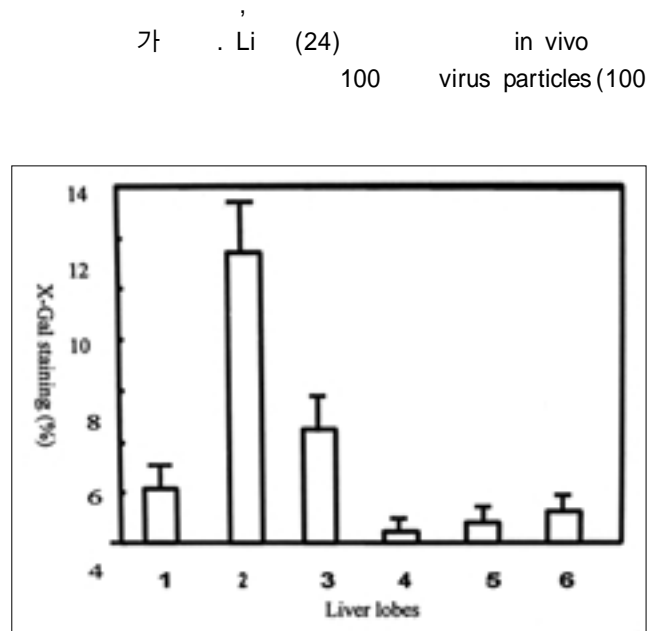 ,
가 . Li (24) in vivo
100 virus particles (100
14
12
10
8
6
4
X-Gal staining (%)
1 2 3 4 5 6
Liver lobes